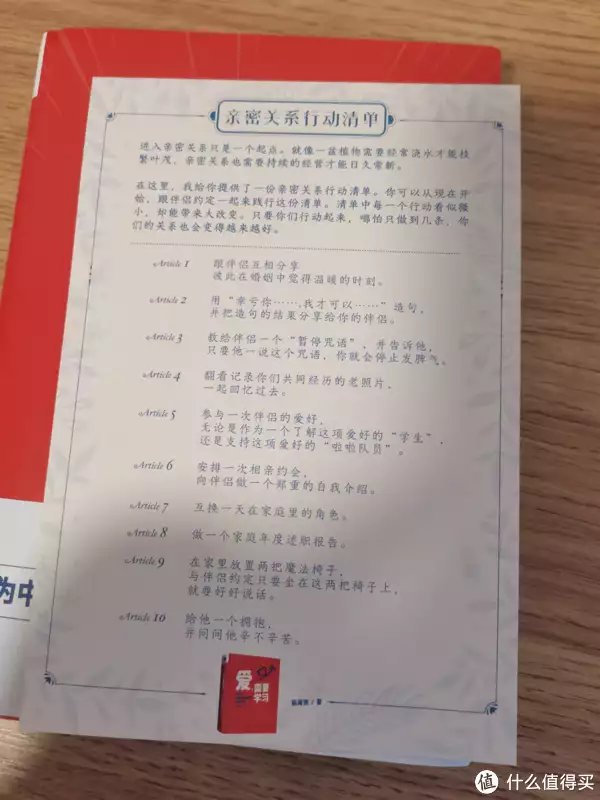 亲密关系行动清单
进入亲密关系只是一个起点。就像一盆植物需要经常浇水才能枝
繁叶茂，亲密关系也需要持续的经营才能日久常新。
在这里，我给你提供了一份亲密关系行动清单。你可以从现在开
始，跟伴侣约定一起来践行这份清单。清单中每一个行动看似微
小，却能带来大改变。只要你们行动起来，哪怕只做到几条，你
们的关系也会变得越来越好。
Article 1 跟伴侣互相分享
彼此在婚姻中觉得温暖的时刻。
Article 2 用“幸亏你……，我才可以……”造句，
并把造句的结果分享给你的伴侣。
Article 3 教给伴侣一个“暂停咒语”，并告诉他，
只要他一说这个咒语，你就会停止发脾气。
Article 4 翻看记录你们共同经历的老照片，
一起回忆过去。
Article 5 参与一次伴侣的爱好，
无论是作为一个了解这项爱好的“学生”，
还是支持这项爱好的“啦啦队员”。
Article 6 安排一次相亲约会，
向伴侣做一个郑重的自我介绍。
Article 7 互换一天在家庭里的角色。
Article 8 做一个家庭年度述职报告。
Article 9 在家里放置两把魔法椅子，
与伴侣约定只要坐在这两把椅子上，
就要好好说话。
Article 10 给他一个拥抱，
并问问他辛不辛苦。
爱
需要
学习
著
为中
值 什么值得买